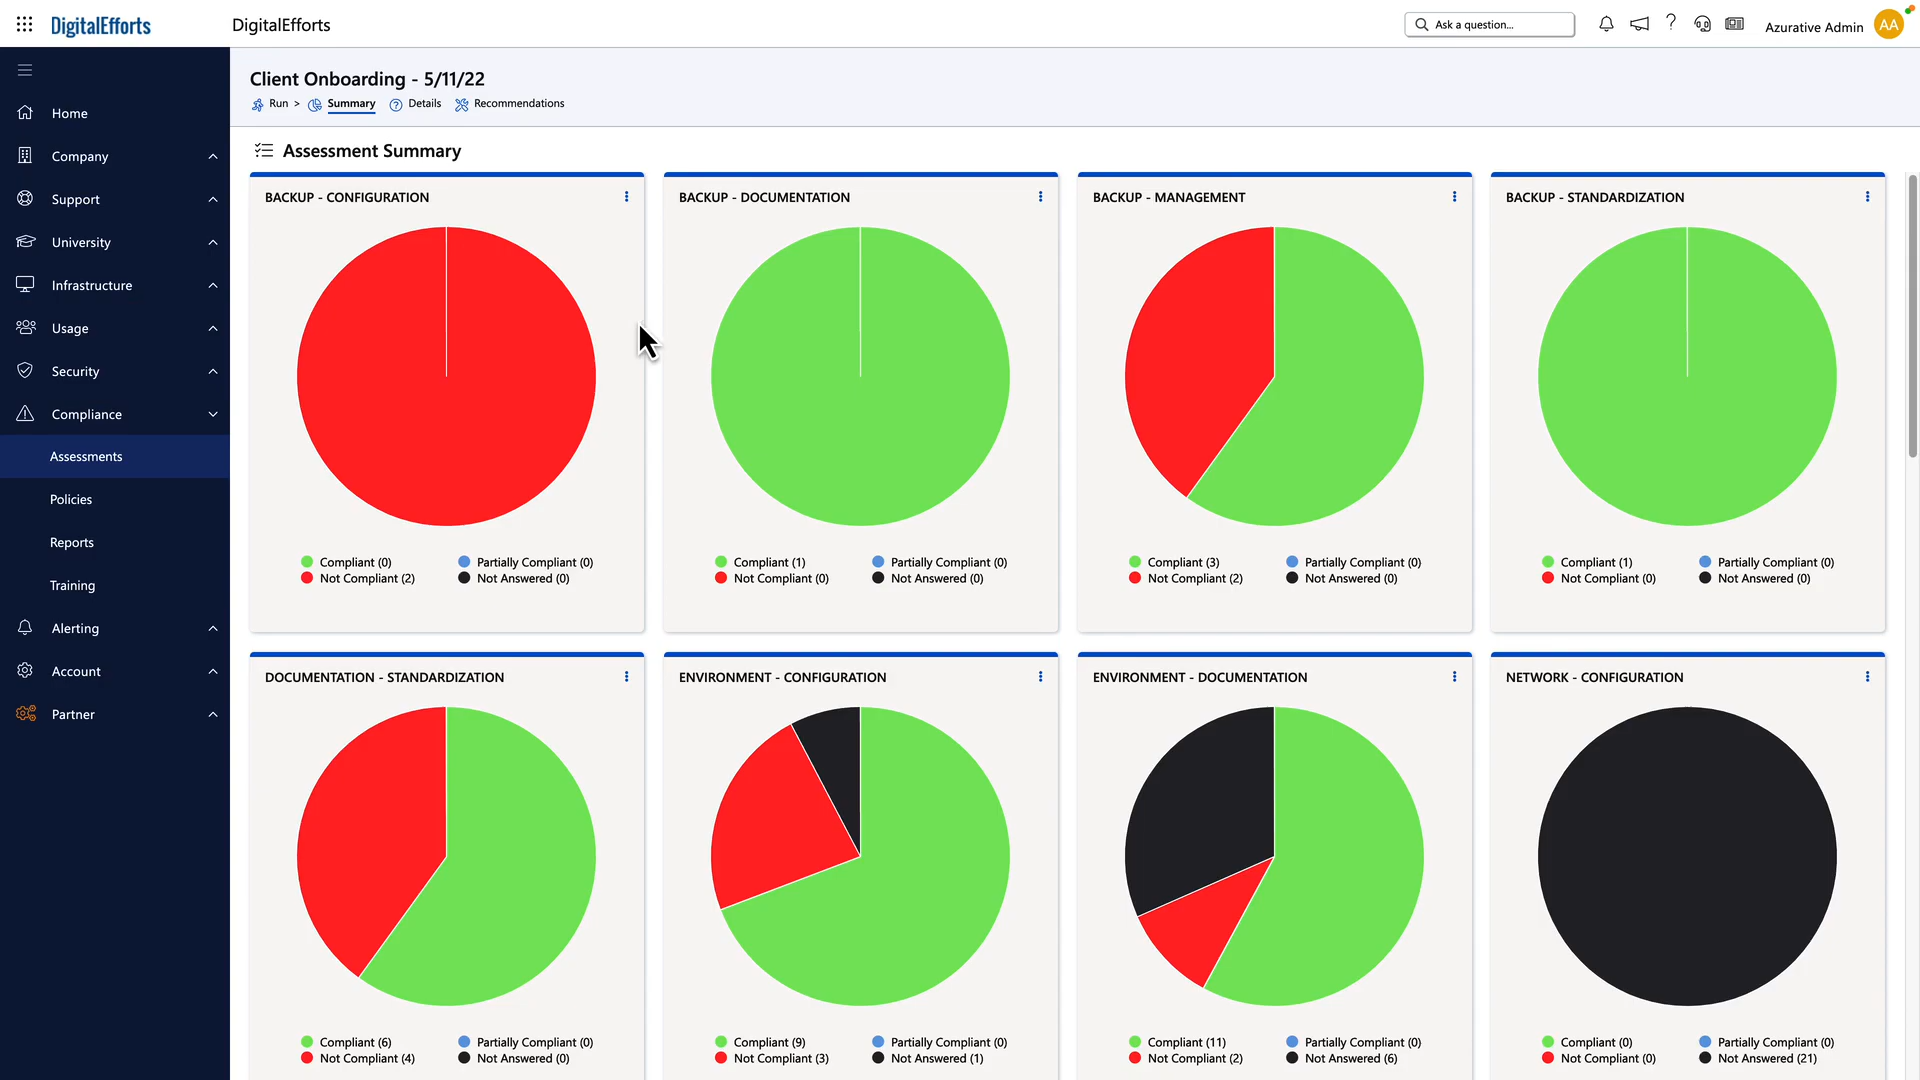 DigitalEfforts
DigitalEfforts
Ask a question...
Azurative Admin
AA
Client Onboarding - 5/11/22
Run > Summary Details Recommendations
Home
Company
Support
University
Infrastructure
Usage
Security
Compliance
Assessments
Policies
Reports
Training
Alerting
Account
Partner
Assessment Summary
BACKUP - CONFIGURATION
Compliant (0) Partially Compliant (0)
Not Compliant (2) Not Answered (0)
BACKUP - DOCUMENTATION
Compliant (1) Partially Compliant (0)
Not Compliant (0) Not Answered (0)
BACKUP - MANAGEMENT
Compliant (3) Partially Compliant (0)
Not Compliant (2) Not Answered (0)
BACKUP - STANDARDIZATION
Compliant (1) Partially Compliant (0)
Not Compliant (0) Not Answered (0)
DOCUMENTATION - STANDARDIZATION
Compliant (6) Partially Compliant (0)
Not Compliant (4) Not Answered (0)
ENVIRONMENT - CONFIGURATION
Compliant (9) Partially Compliant (0)
Not Compliant (3) Not Answered (1)
ENVIRONMENT - DOCUMENTATION
Compliant (11) Partially Compliant (0)
Not Compliant (2) Not Answered (6)
NETWORK - CONFIGURATION
Compliant (0) Partially Compliant (0)
Not Compliant (0) Not Answered (21)